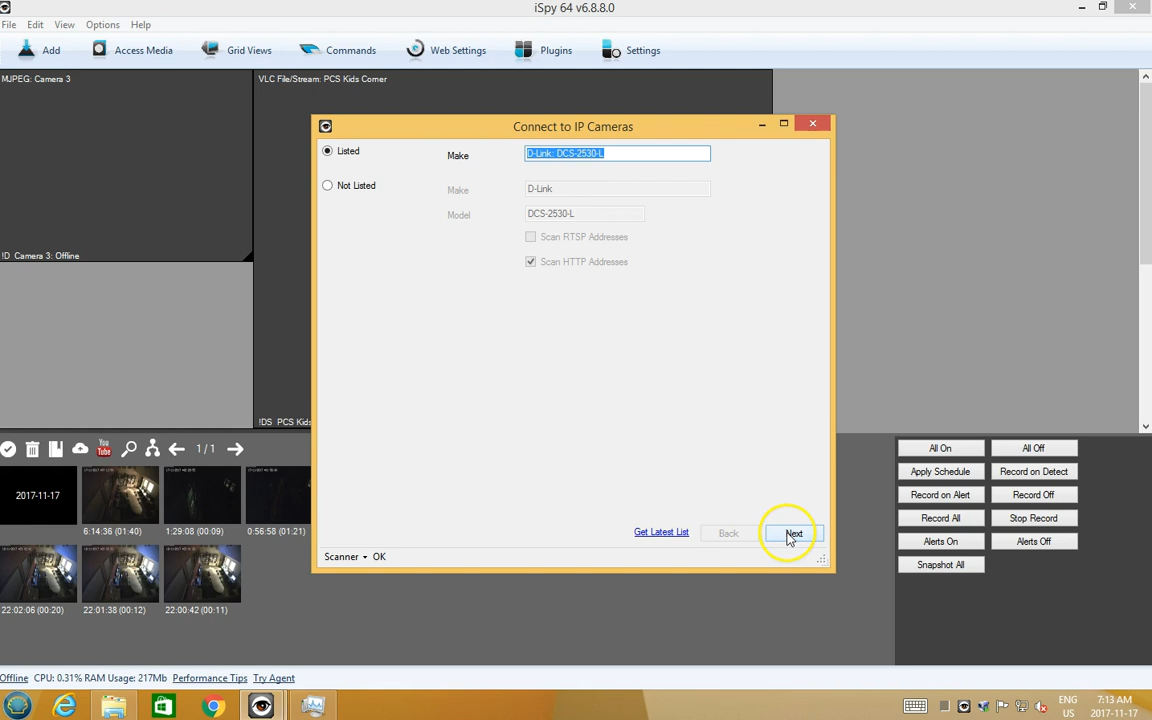 iSpy 64 v6.8.8.0
File Edit View Options Help
Add Access Media Grid Views Commands Web Settings Plugins Settings
MJPEG: Camera 3
VLC File/Stream: PCS Kids Corner
Connect to IP Cameras
Listed
Make
D-Link: DCS-2530-L
Not Listed
Make
D-Link
Model
DCS-2530-L
Scan RTSP Addresses
Scan HTTP Addresses
!D Camera 3: Offline
!DS PCS Kids
Get Latest List
Back
Next
Scanner OK
You Tube
1 / 1
2017-11-17
6:14:36 (01:40)
1:29:08 (00:09)
0:56:58 (01:21)
22:02:06 (00:20)
22:01:38 (00:12)
22:00:42 (00:11)
All On All Off
Apply Schedule Record on Detect
Record on Alert Record Off
Record All Stop Record
Alerts On Alerts Off
Snapshot All
Offline CPU: 0.31% RAM Usage: 217Mb Performance Tips Try Agent
ENG
US
7:13 AM
2017-11-17